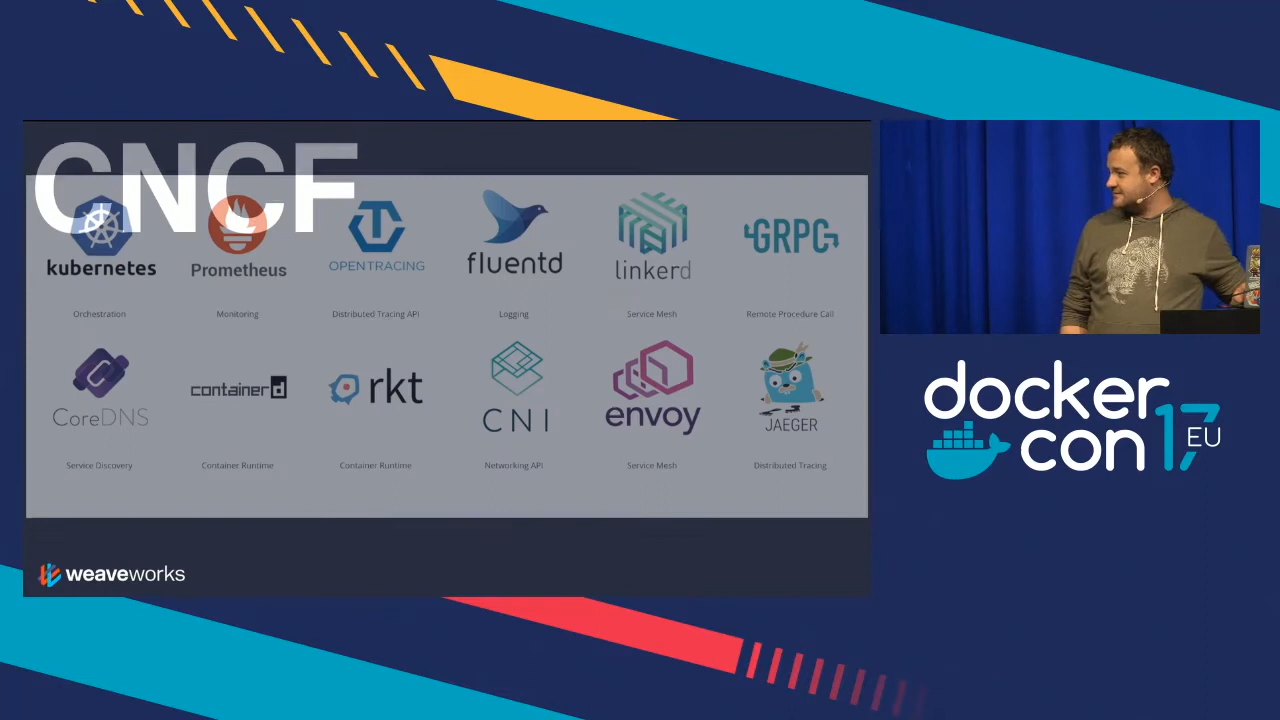 CNCF
kubernetes
Prometheus
OPENTRACING
fluentd
linkerd
GRPC
Orchestration
Monitoring
Distributed Tracing API
Logging
Service Mesh
Remote Procedure Call
CoreDNS
containerd
rkt
CNI
envoy
JAEGER
Service Discovery
Container Runtime
Container Runtime
Networking API
Service Mesh
Distributed Tracing
weaveworks
docker
con 17 EU